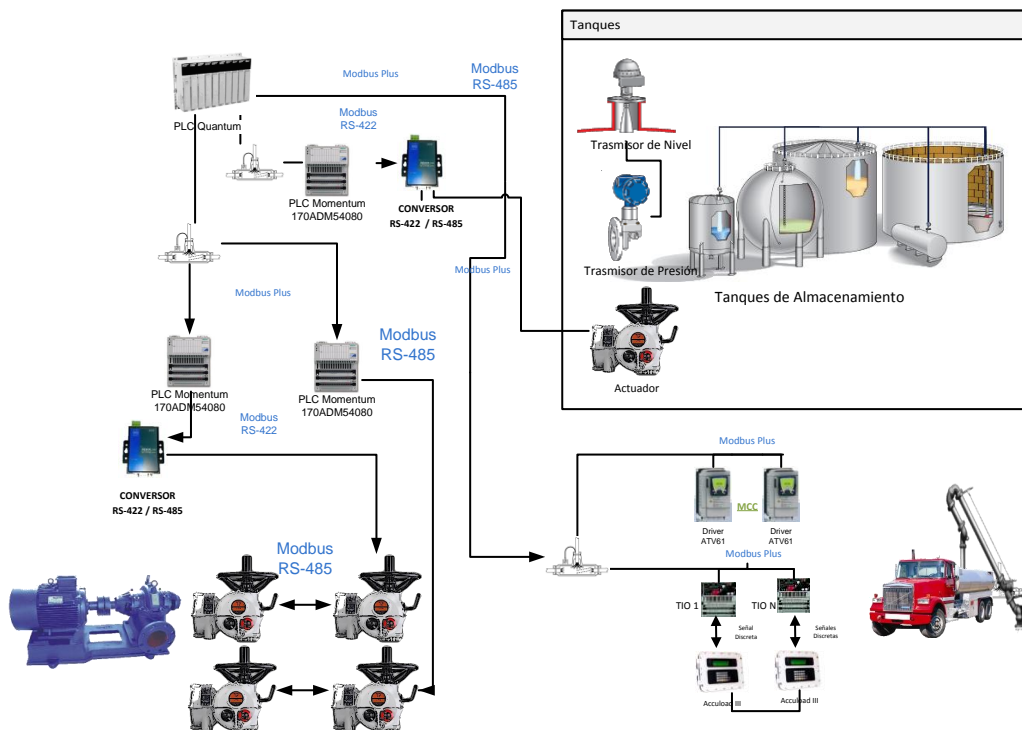 Tanques
Modbus Plus
Modbus
RS-485
PLC Quantum
Modbus
RS-422
PLC Momentum
170ADM54080
CONVERSOR
RS-422 / RS-485
Trasmisor de Nivel
Trasmisor de Presión
Tanques de Almacenamiento
Actuador
Modbus Plus
Modbus Plus
Modbus
RS-485
PLC Momentum
170ADM54080
PLC Momentum
170ADM54080
Modbus
RS-422
CONVERSOR
RS-422 / RS-485
Modbus
RS-485
Modbus Plus
MCC
Driver
ATV61
Driver
ATV61
Modbus Plus
TIO 1
TIO N
Señal
Discreta
Señales
Discretas
Accuload III
Accuload III